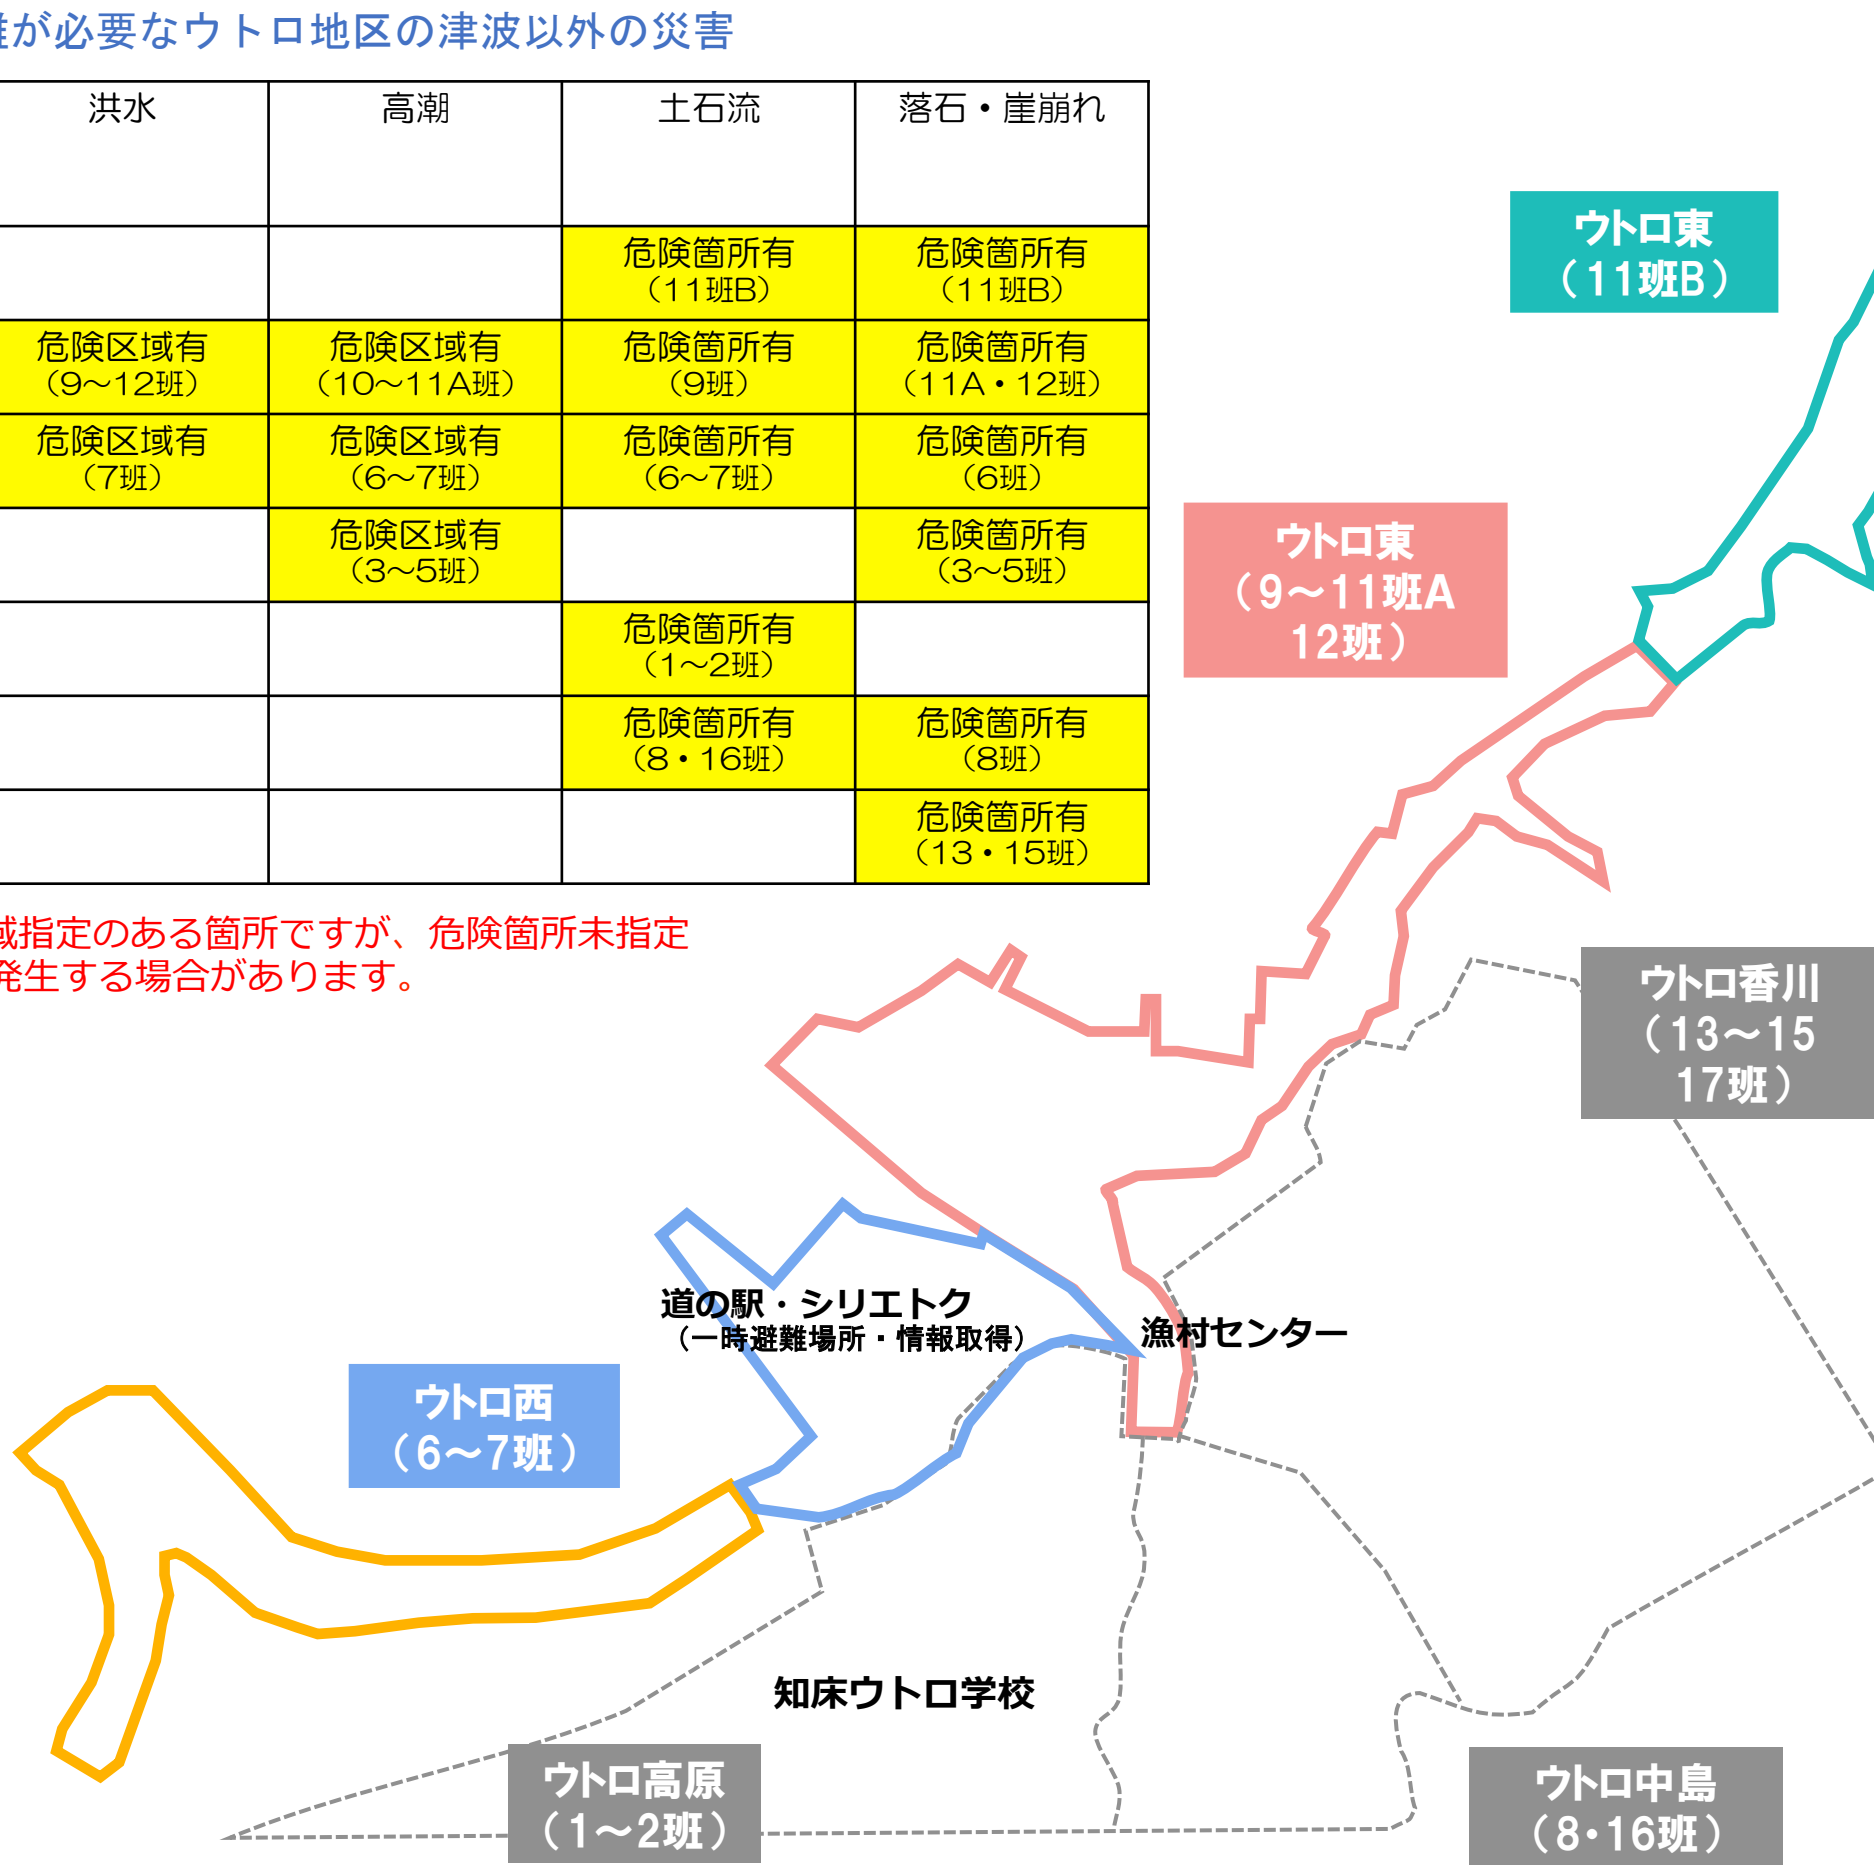 が必要なウトロ地区の津波以外の災害
洪水 高潮 土石流 落石・崖崩れ
危険箇所有 危険箇所有
（11班B） （11班B）
危険区域有 危険区域有 危険箇所有 危険箇所有
（9～12班） （10～11A班） （9班） （11A・12班）
危険区域有 危険区域有 危険箇所有 危険箇所有
（7班） （6～7班） （6～7班） （6班）
危険区域有 危険箇所有
（3～5班） （3～5班）
危険箇所有
（1～2班）
危険箇所有 危険箇所有
（8・16班） （8班）
危険箇所有
（13・15班）
指定のある箇所ですが、危険箇所未指定
発生する場合があります。
ウトロ東
（11班B）
ウトロ東
（9～11班A
12班）
ウトロ香川
（13～15
17班）
道の駅・シリエトク
（一時避難場所・情報取得）
漁村センター
ウトロ西
（6～7班）
知床ウトロ学校
ウトロ高原
（1～2班）
ウトロ中島
（8・16班）